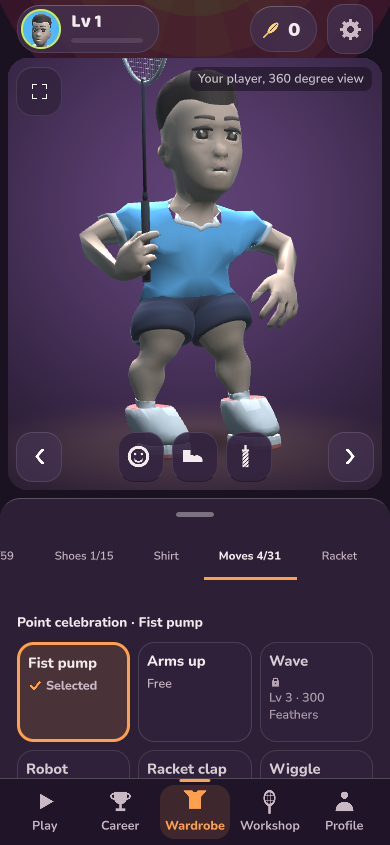 Lv 1
0
Your player, 360 degree view
59
Shoes 1/15
Shirt
Moves 4/31
Racket
Point celebration · Fist pump
Fist pump
Selected
Arms up
Free
Wave
Lv 3 · 300
Feathers
Robot
Racket clap
Wiggle
Play
Career
Wardrobe
Workshop
Profile